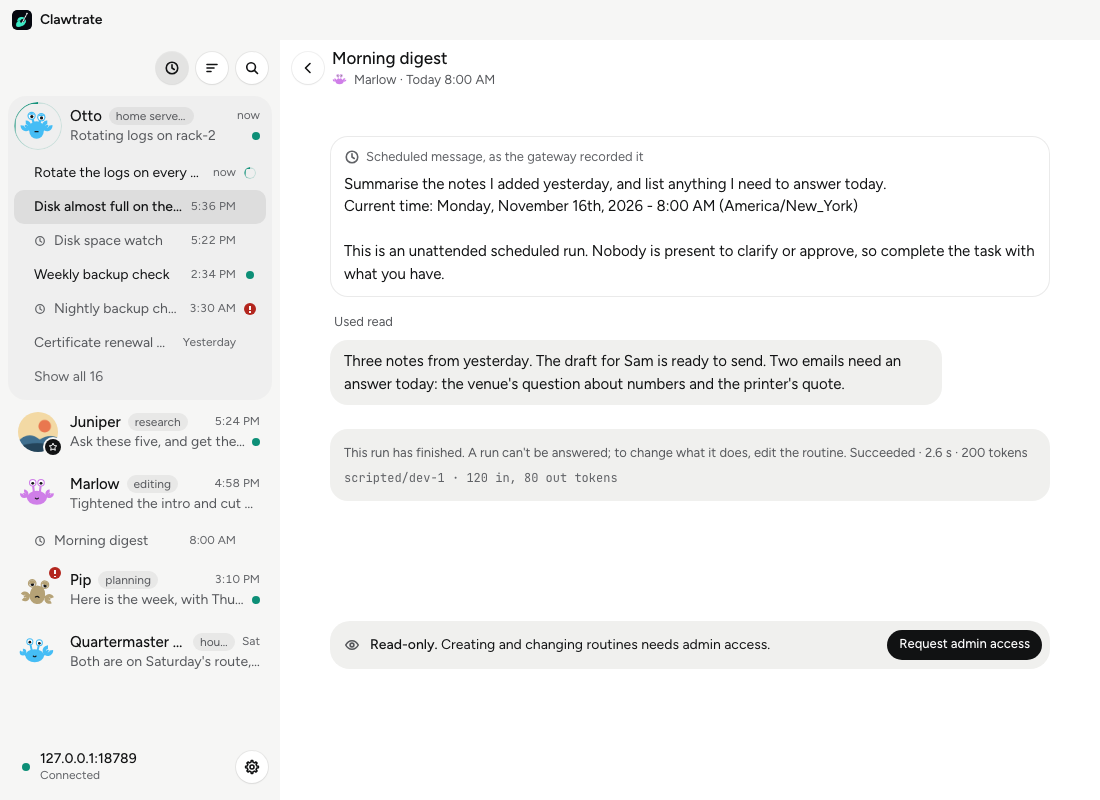 Clawtrate
Otto home serve... now
Rotating logs on rack-2
Rotate the logs on every ... now
Disk almost full on the... 5:36 PM
Disk space watch 5:22 PM
Weekly backup check 2:34 PM
Nightly backup ch... 3:30 AM
Certificate renewal ... Yesterday
Show all 16
Juniper research 5:24 PM
Ask these five, and get the...
Marlow editing 4:58 PM
Tightened the intro and cut ...
Morning digest 8:00 AM
Pip planning 3:10 PM
Here is the week, with Thu...
Quartermaster ... hou... Sat
Both are on Saturday's route,...
127.0.0.1:18789
Connected
Morning digest
Marlow · Today 8:00 AM
Scheduled message, as the gateway recorded it
Summarise the notes I added yesterday, and list anything I need to answer today.
Current time: Monday, November 16th, 2026 - 8:00 AM (America/New_York)
This is an unattended scheduled run. Nobody is present to clarify or approve, so complete the task with
what you have.
Used read
Three notes from yesterday. The draft for Sam is ready to send. Two emails need an
answer today: the venue's question about numbers and the printer's quote.
This run has finished. A run can't be answered; to change what it does, edit the routine. Succeeded · 2.6 s · 200 tokens
scripted/dev-1 · 120 in, 80 out tokens
Read-only. Creating and changing routines needs admin access.
Request admin access